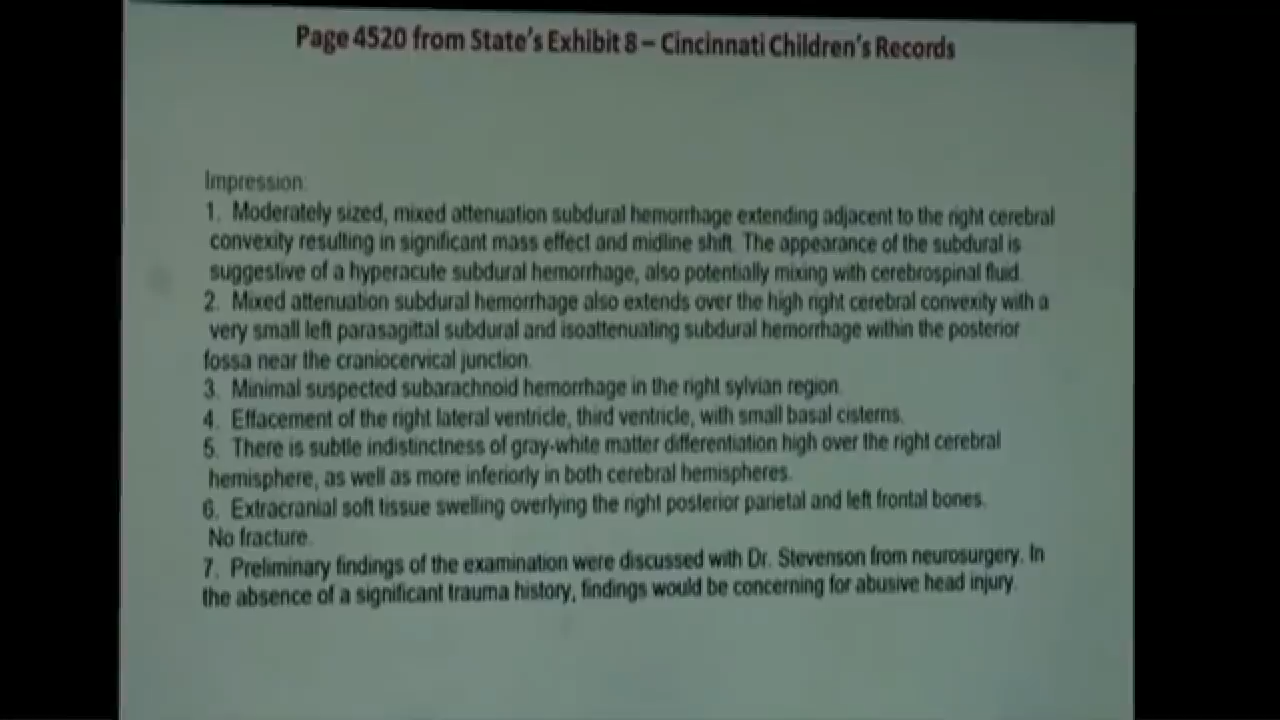 Page 4520 from State's Exhibit 8 – Cincinnati Children's Records
Impression:
1. Moderately sized, mixed attenuation subdural hemorrhage extending adjacent to the right cerebral
convexity resulting in significant mass effect and midline shift. The appearance of the subdural is
suggestive of a hyperacute subdural hemorrhage, also potentially mixing with cerebrospinal fluid.
2. Mixed attenuation subdural hemorrhage also extends over the high right cerebral convexity with a
very small left parasagittal subdural and isoattenuating subdural hemorrhage within the posterior
fossa near the craniocervical junction.
3. Minimal suspected subarachnoid hemorrhage in the right sylvian region.
4. Effacement of the right lateral ventricle, third ventricle, with small basal cisterns.
5. There is subtle indistinctness of gray-white matter differentiation high over the right cerebral
hemisphere, as well as more inferiorly in both cerebral hemispheres.
6. Extracranial soft tissue swelling overlying the right posterior parietal and left frontal bones.
No fracture.
7. Preliminary findings of the examination were discussed with Dr. Stevenson from neurosurgery. In
the absence of a significant trauma history, findings would be concerning for abusive head injury.